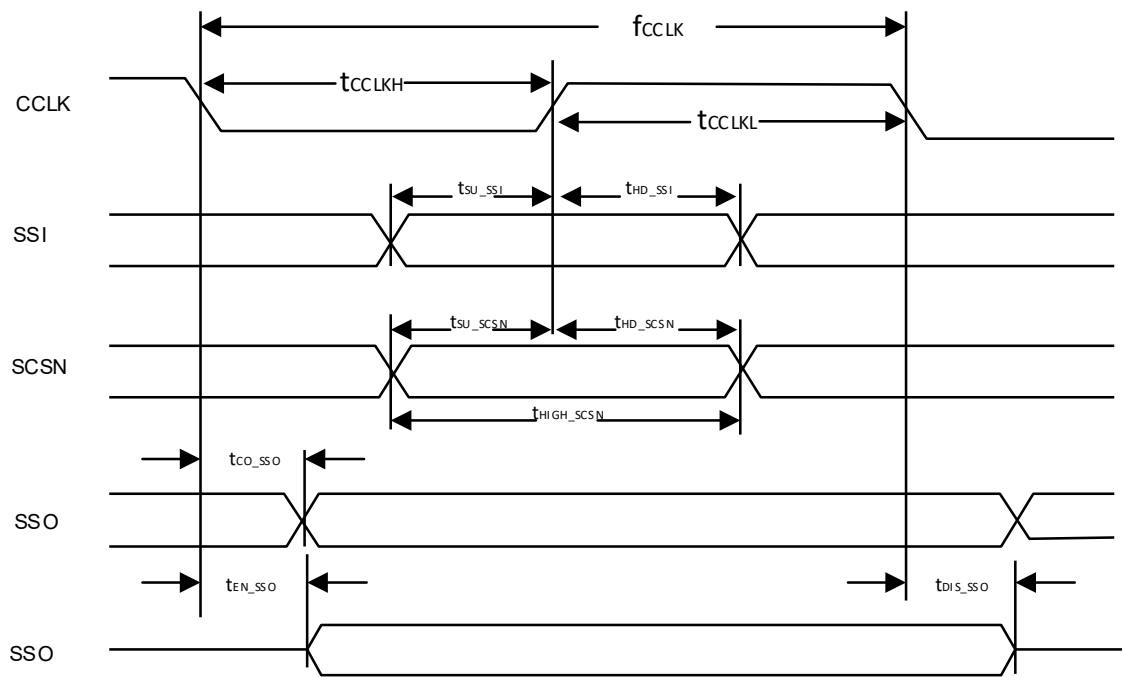 fCCLK
tCCLKH
CCLK
tCCLKL
tSU_SSI tHD_SSI
SSI
tSU_SCSN tHD_SCSN
SCSN
tHIGH_SCSN
tCO_SSO
SSO
tEN_SSO tDIS_SSO
SSO